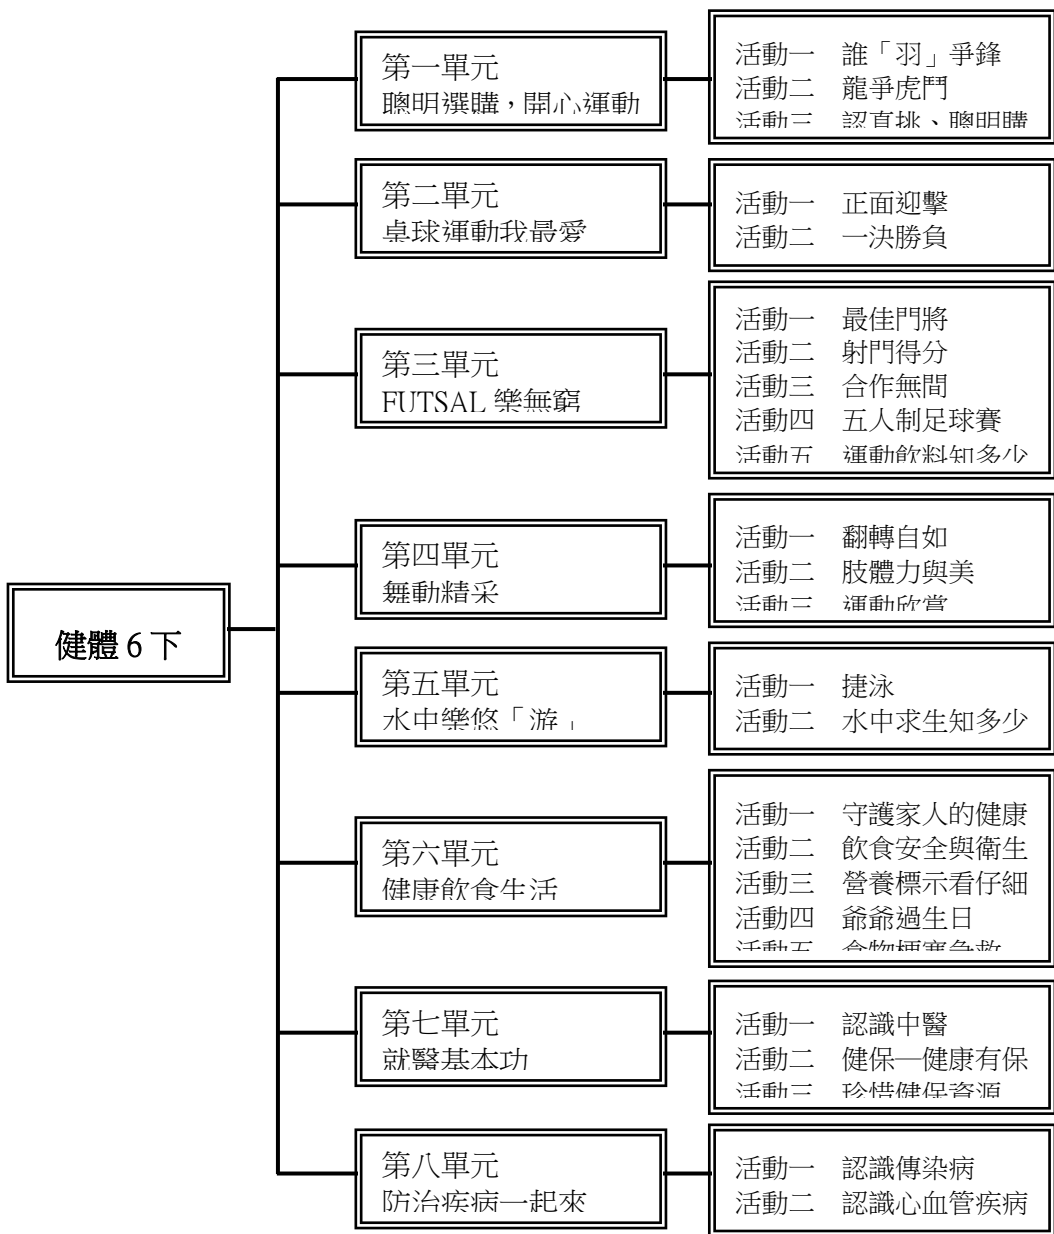 健體 6 下
第一單元
聰明選購，開心運動
活動一　誰「羽」爭鋒
活動二　龍爭虎鬥
活動三　認真挑、聰明購
第二單元
桌球運動我最愛
活動一　正面迎擊
活動二　一決勝負
第三單元
FUTSAL 樂無窮
活動一　最佳門將
活動二　射門得分
活動三　合作無間
活動四　五人制足球賽
活動五　運動飲料知多少
第四單元
舞動精采
活動一　翻轉自如
活動二　肢體力與美
活動三　運動欣賞
第五單元
水中樂悠「游」
活動一　捷泳
活動二　水中求生知多少
第六單元
健康飲食生活
活動一　守護家人的健康
活動二　飲食安全與衛生
活動三　營養標示看仔細
活動四　爺爺過生日
活動五　食物梗塞急救
第七單元
就醫基本功
活動一　認識中醫
活動二　健保─健康有保
活動三　珍惜健保資源
第八單元
防治疾病一起來
活動一　認識傳染病
活動二　認識心血管疾病